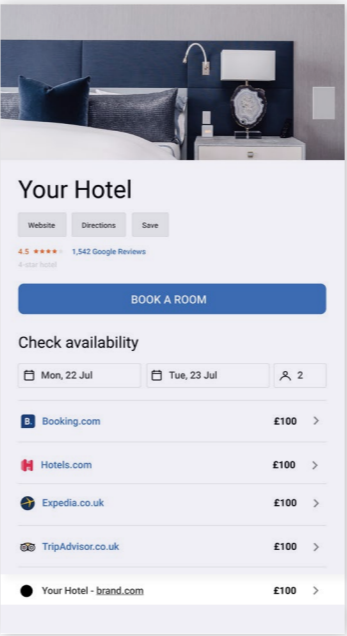 Your Hotel
Website Directions Save
4.5 1,542 Google Reviews
4-star hotel
BOOK A ROOM
Check availability
Mon, 22 Jul Tue, 23 Jul 2
B. Booking.com £100
Hotels.com £100
Expedia.co.uk £100
TripAdvisor.co.uk £100
Your Hotel - brand.com £100